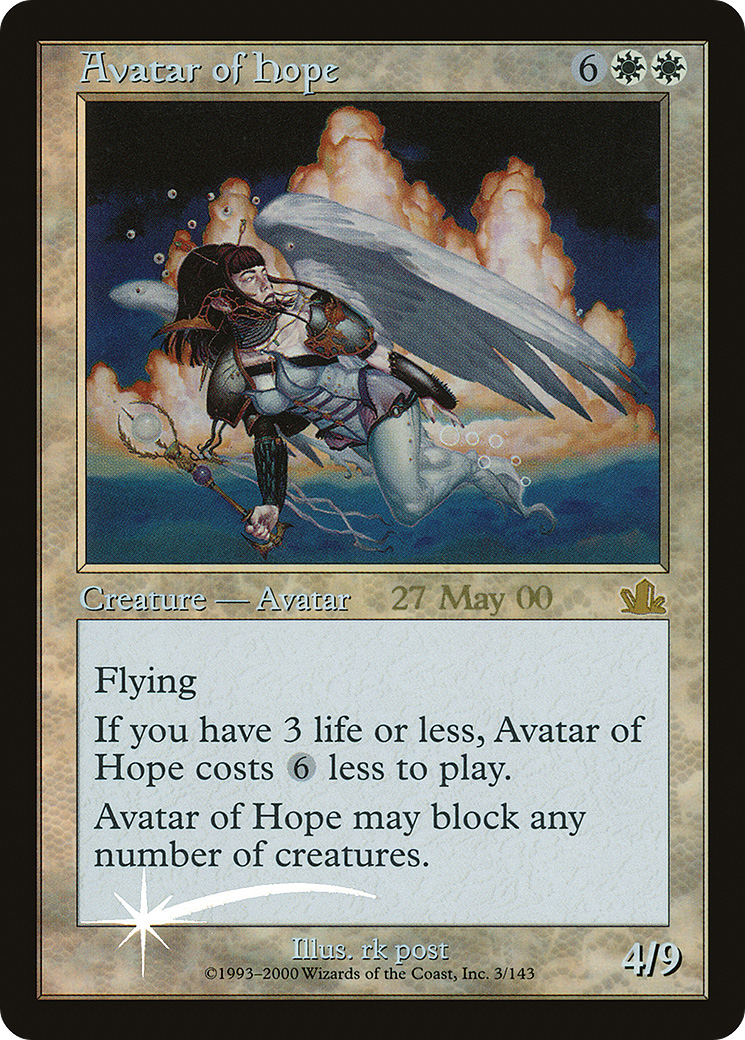 Avatar of Hope 6
Creature — Avatar 27 May 00
Flying
If you have 3 life or less, Avatar of
Hope costs 6 less to play.
Avatar of Hope may block any
number of creatures.
Illus. rk post
©1993–2000 Wizards of the Coast, Inc. 3/143
4/9